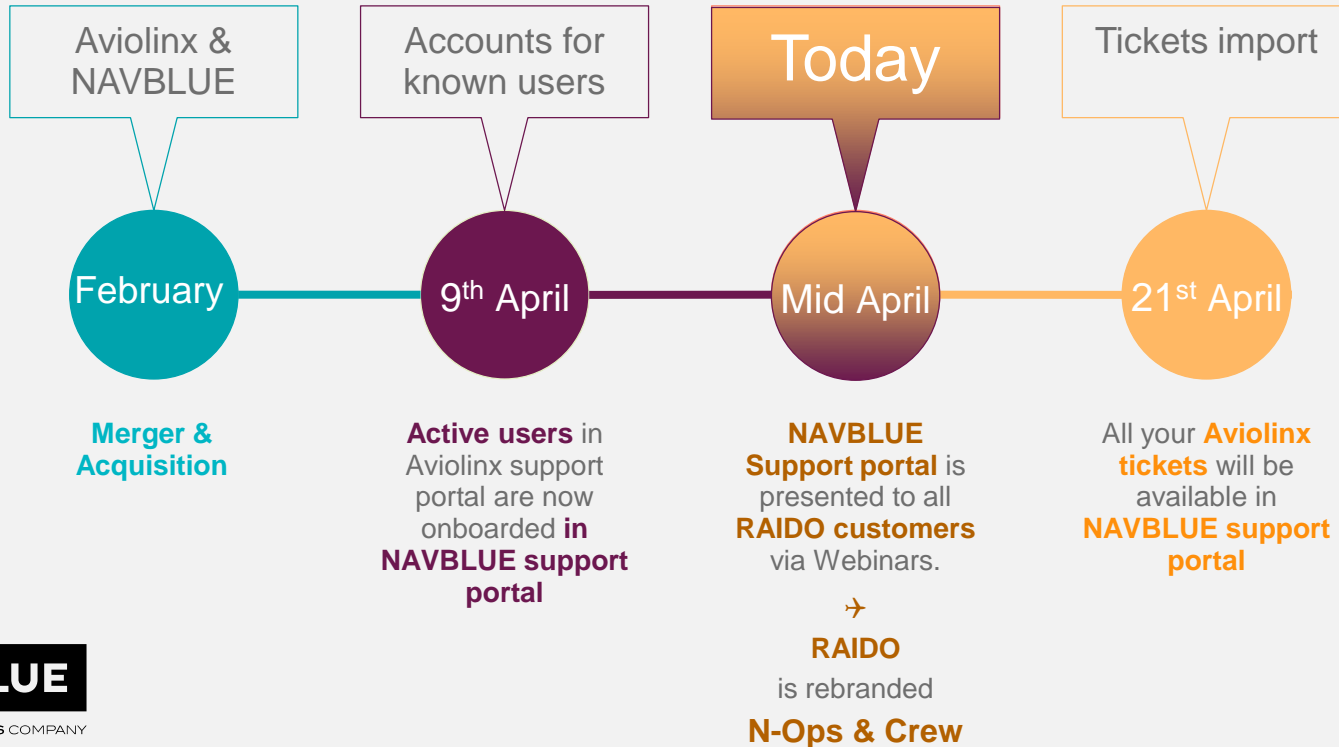 Aviolinx &
NAVBLUE
Accounts for
known users
Today
Tickets import
February
9th April
Mid April
21st April
Merger &
Acquisition
Active users in
Aviolinx support
portal are now
onboarded in
NAVBLUE support
portal
NAVBLUE
Support portal is
presented to all
RAIDO customers
via Webinars.
✈
RAIDO
is rebranded
N-Ops & Crew
All your Aviolinx
tickets will be
available in
NAVBLUE support
portal
LUE
S COMPANY